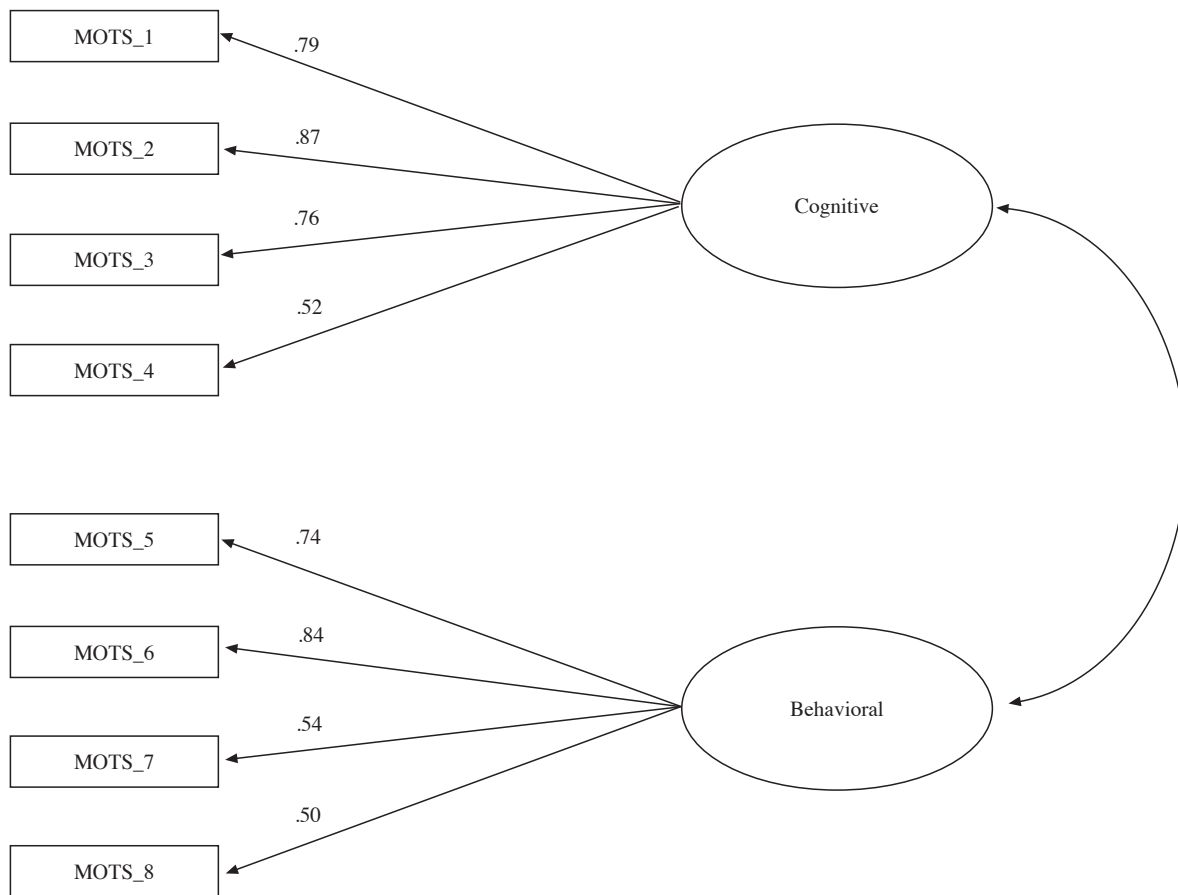 MOTS_1
.79
MOTS_2
.87
Cognitive
MOTS_3
.76
MOTS_4
.52
MOTS_5
.74
MOTS_6
.84
Behavioral
MOTS_7
.54
MOTS_8
.50